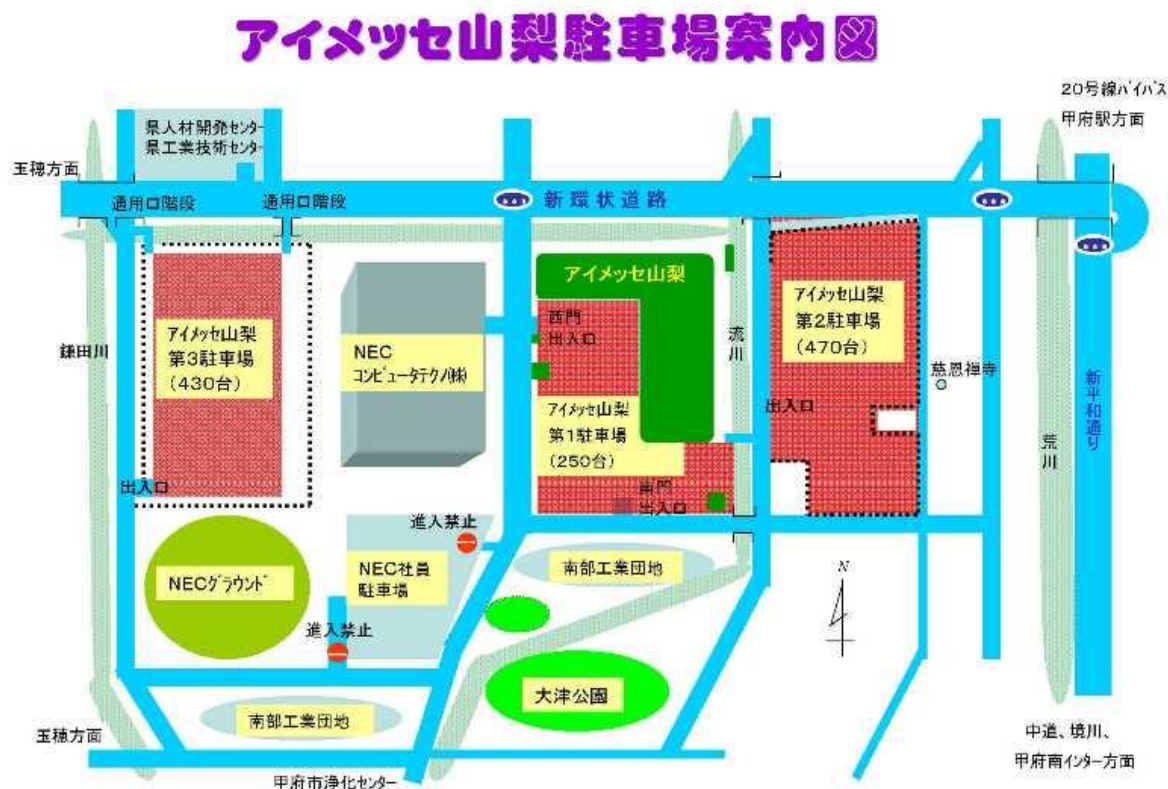 アイメッセ山梨駐車場案内図
20号線バイパス
甲府駅方面
県人材開発センター
県工業技術センター
玉穂方面
通用口階段
通用口階段
新環状道路
アイメッセ山梨
アイメッセ山梨
第2駐車場
(470台)
西門
出入口
流川
アイメッセ山梨
第3駐車場
(430台)
鎌田川
NEC
コンピュータテクノ(株)
慈恩禅寺
新平和通り
アイメッセ山梨
第1駐車場
(250台)
出入口
荒川
出入口
南門
出入口
進入禁止
NECグラウンド
NEC社員
駐車場
南部工業団地
N
進入禁止
大津公園
南部工業団地
玉穂方面
中道、境川、
甲府南インター方面
甲府市浄化センター